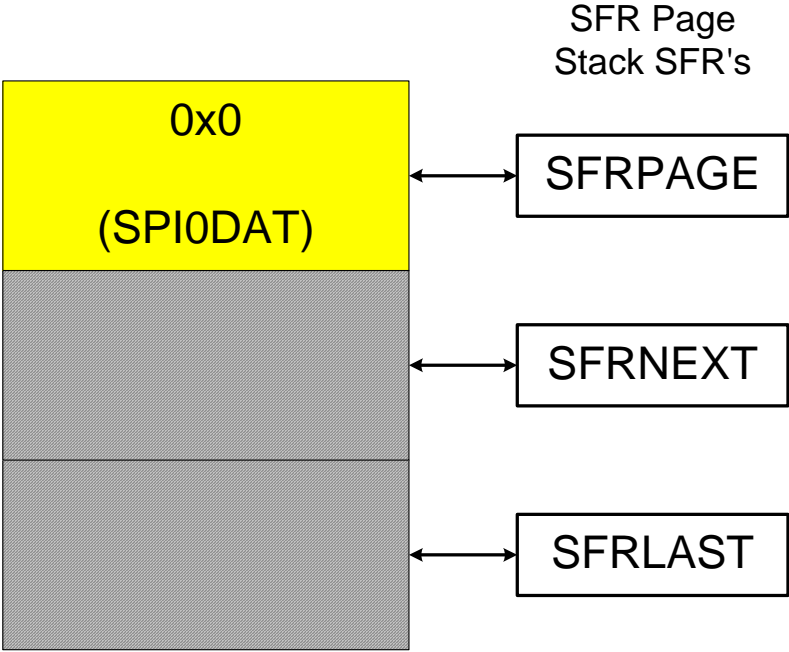 SFR Page
Stack SFR's
0x0
(SPI0DAT)
SFRPAGE
SFRNEXT
SFRLAST